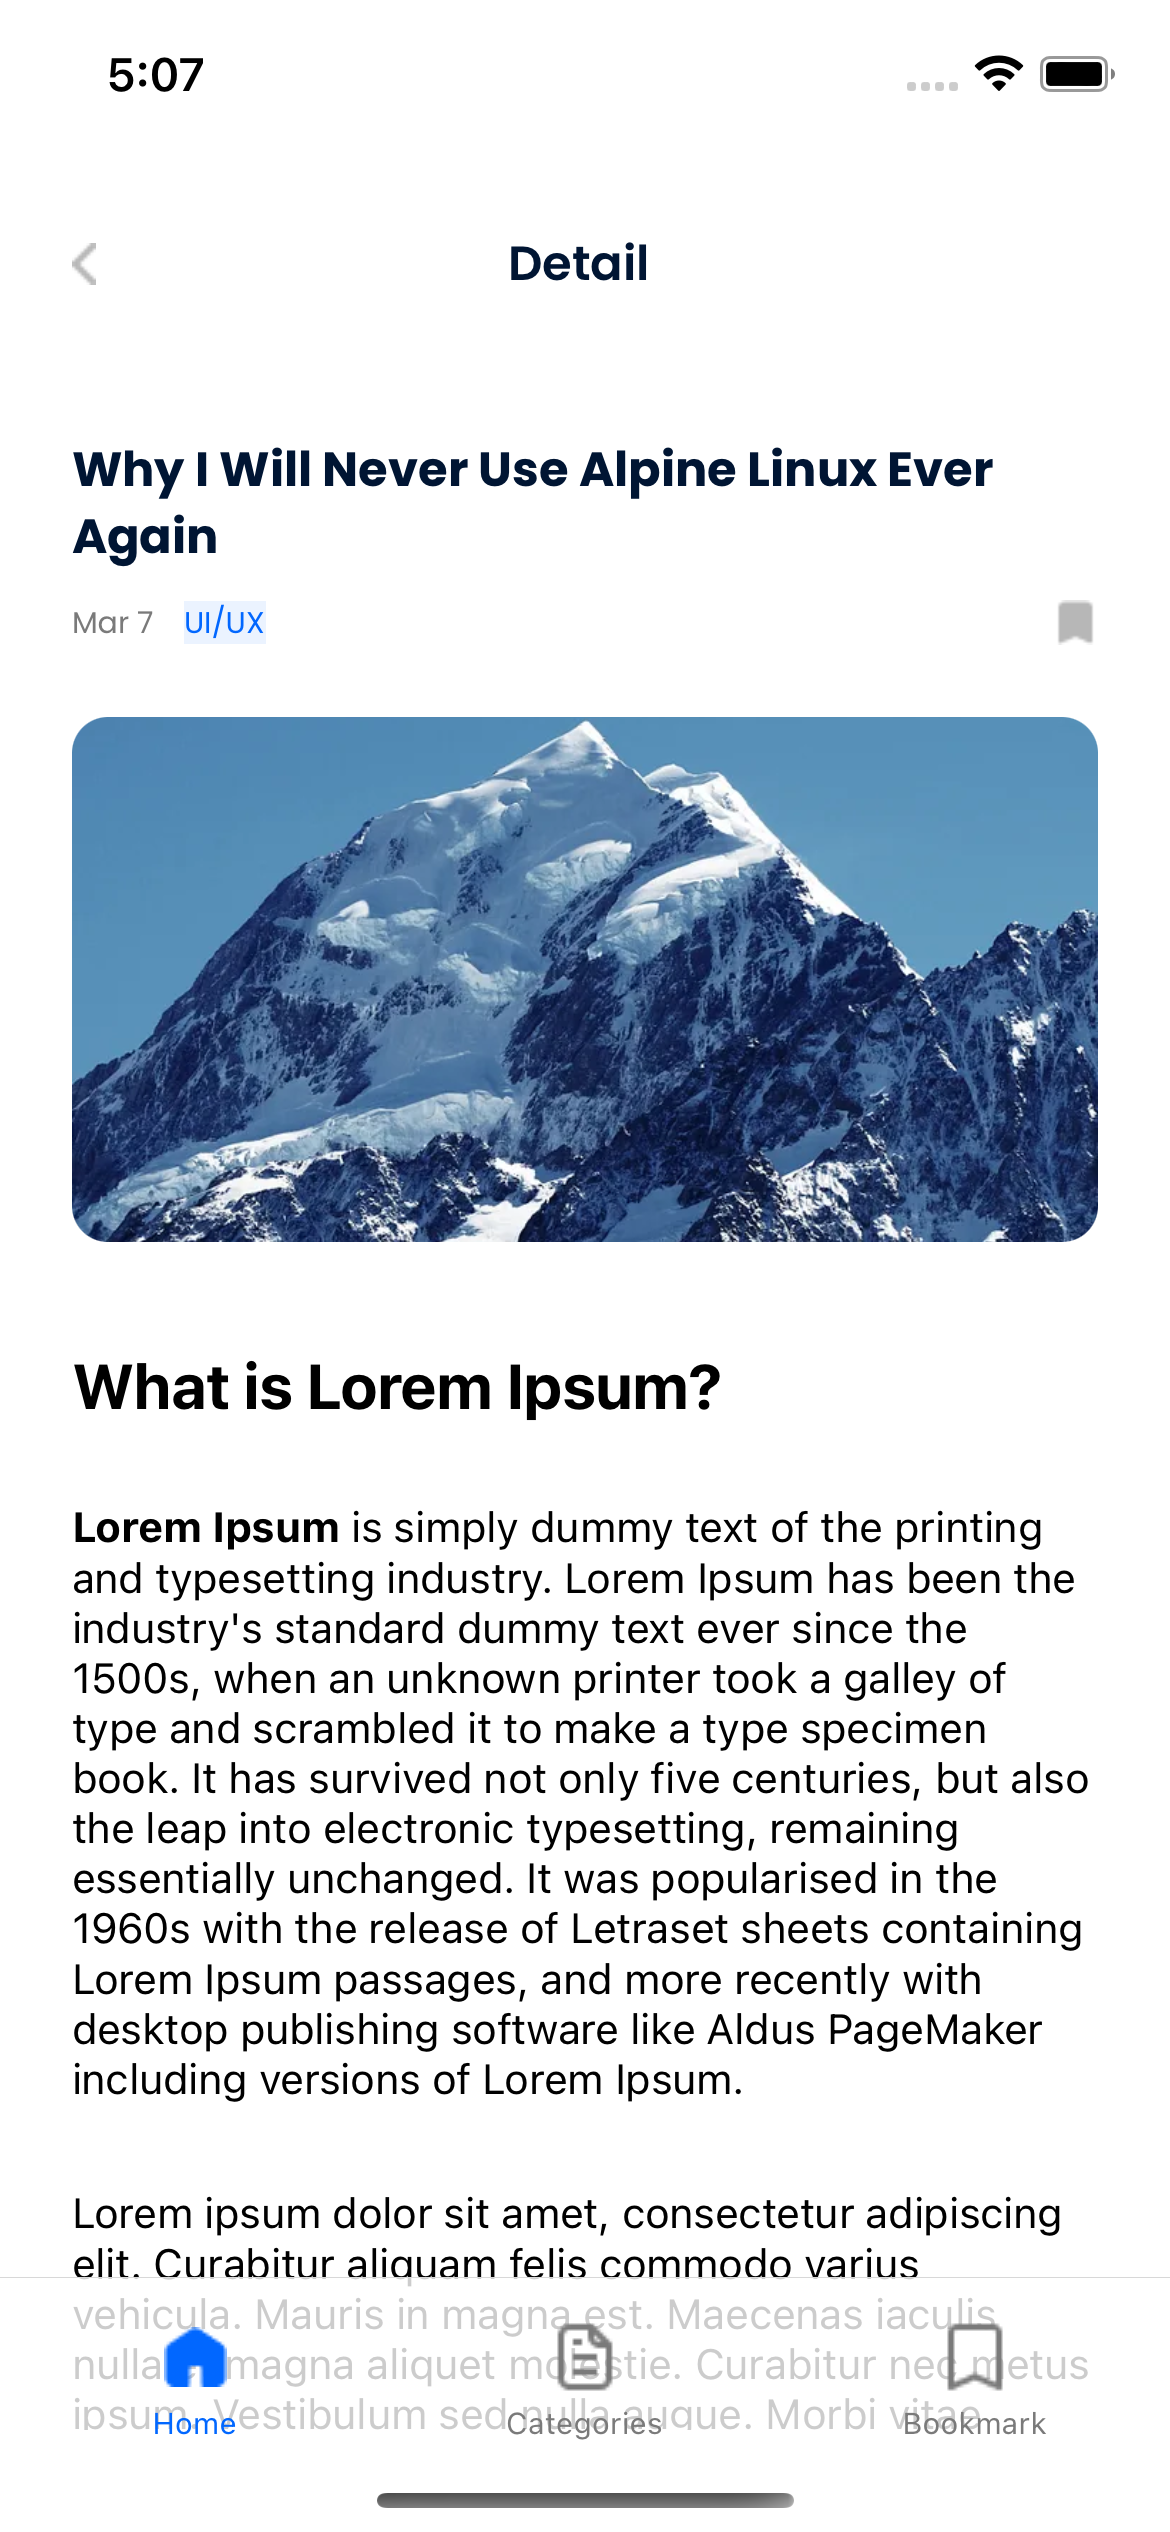 5:07
Detail
Why I Will Never Use Alpine Linux Ever
Again
Mar 7 UI/UX
What is Lorem Ipsum?
Lorem Ipsum is simply dummy text of the printing
and typesetting industry. Lorem Ipsum has been the
industry's standard dummy text ever since the
1500s, when an unknown printer took a galley of
type and scrambled it to make a type specimen
book. It has survived not only five centuries, but also
the leap into electronic typesetting, remaining
essentially unchanged. It was popularised in the
1960s with the release of Letraset sheets containing
Lorem Ipsum passages, and more recently with
desktop publishing software like Aldus PageMaker
including versions of Lorem Ipsum.
Lorem ipsum dolor sit amet, consectetur adipiscing
elit. Curabitur aliquam felis commodo varius
vehicula. Mauris in magna est. Maecenas iaculis
nulla magna aliquet molestie. Curabitur nec metus
ipsum. Vestibulum sed nulla augue. Morbi vitae
Home Categories Bookmark